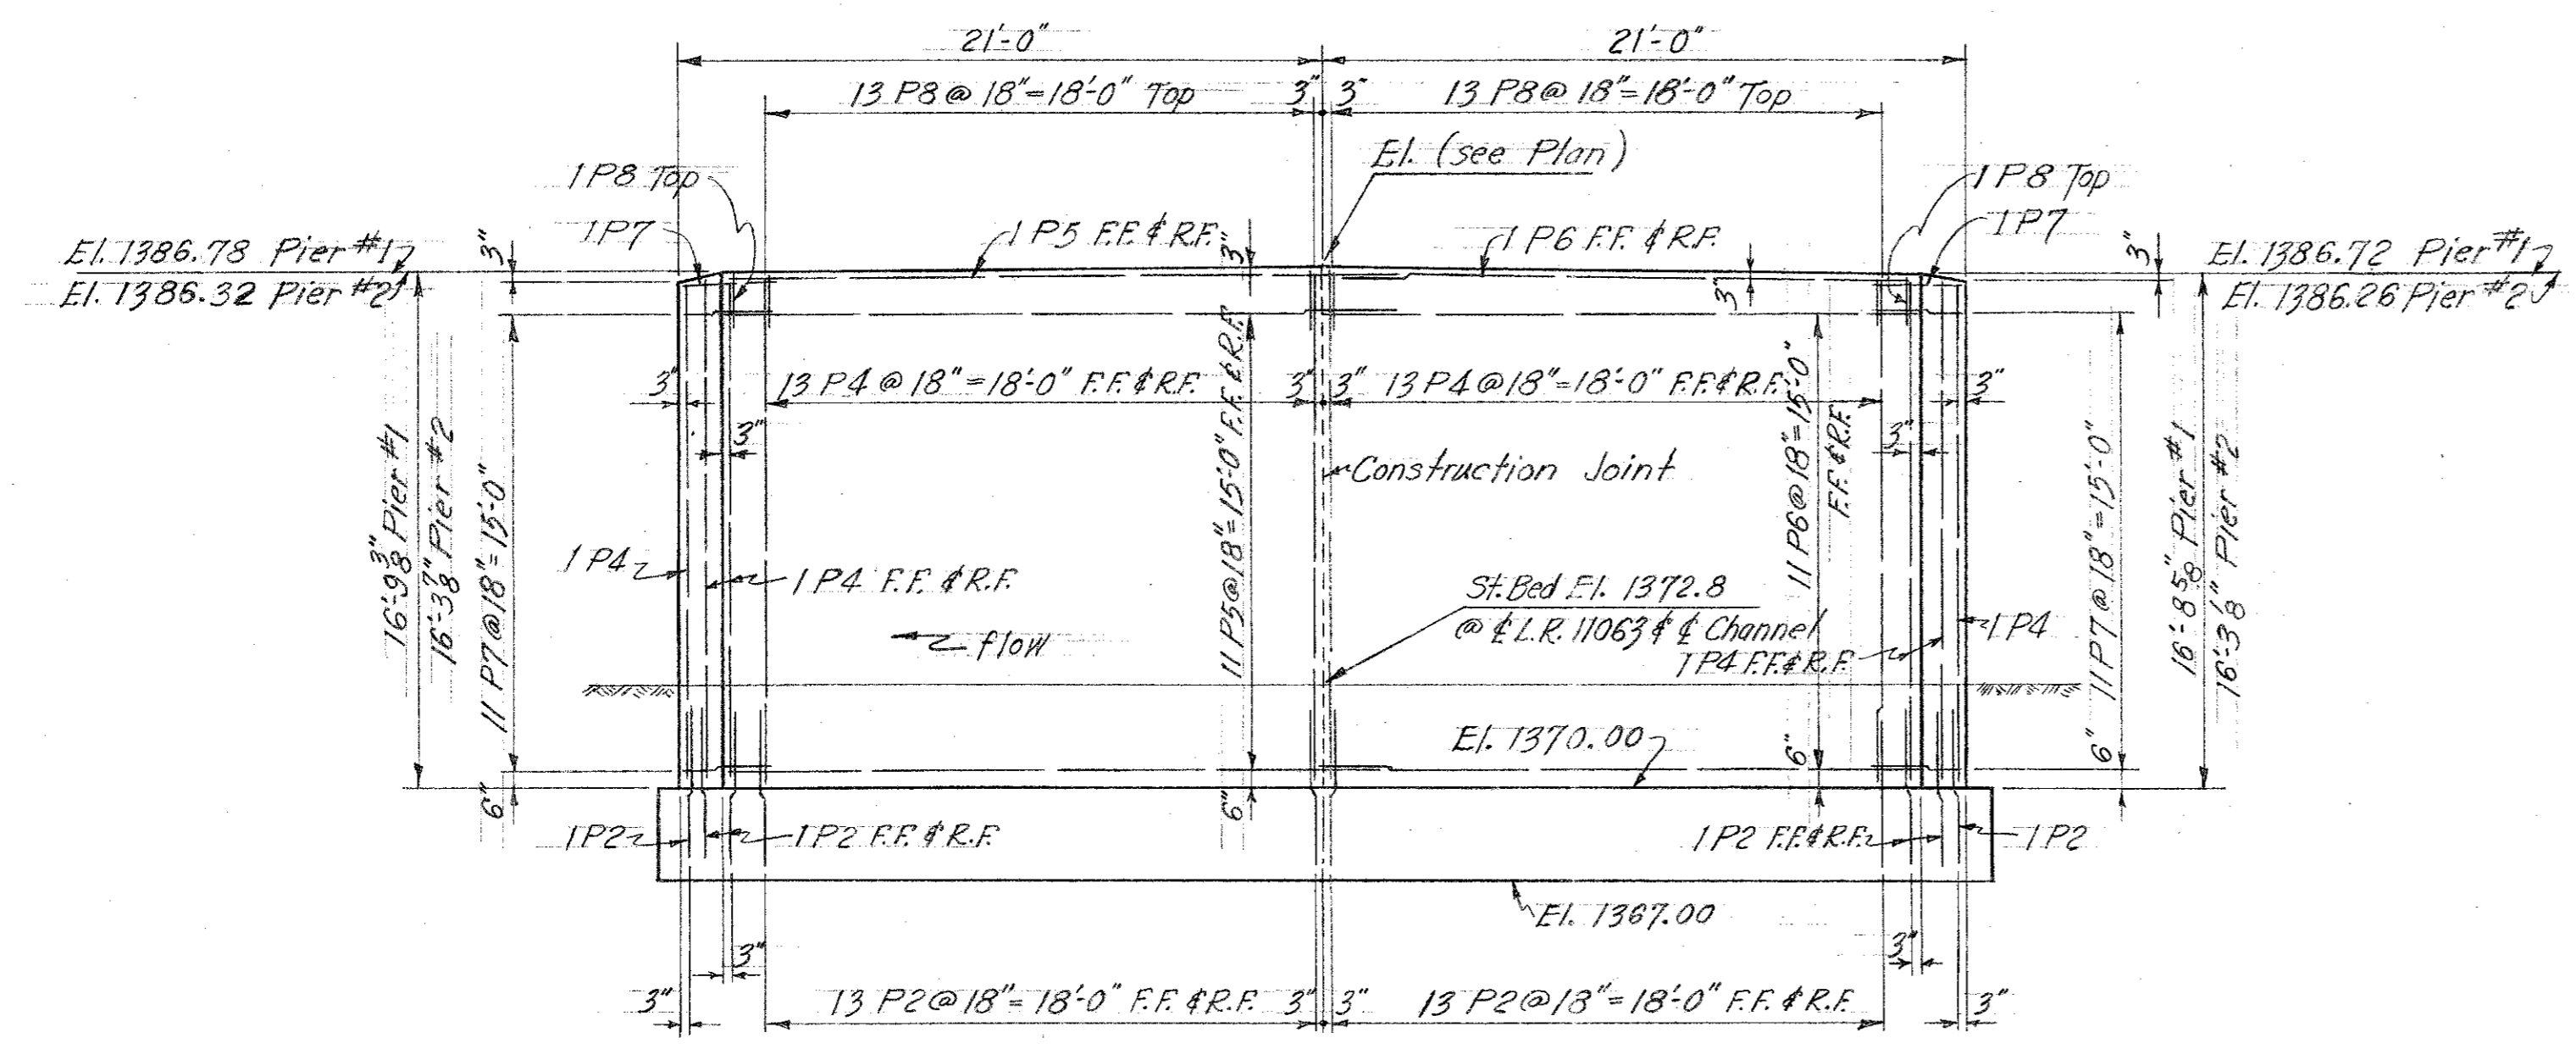 21'-0" 21'-0"
13 P8 @ 18"=18'-0" Top 3" 3" 13 P8 @ 18"=18'-0" Top
El. (see Plan)
1 P8 Top 1 P8 Top
1 P7 1 P5 F.F. & R.F. 3" 1 P6 F.F. & R.F. 1 P7
El. 1386.78 Pier #1 3" 3" El. 1386.72 Pier #1
El. 1386.32 Pier #2 3" El. 1386.26 Pier #2
3" 13 P4 @ 18"=18'-0" F.F. & R.F. 3" 3" 13 P4 @ 18"=18'-0" F.F. & R.F. 3"
3" 3"
16'-9 3/8" Pier #1
16'-3 7/8" Pier #2
11 P7 @ 18"=15'-0"
11 P5 @ 18"=15'-0" F.F. & R.F.
11 P6 @ 18"=15'-0"
F.F. & R.F.
11 P7 @ 18"=15'-0"
16'-8 5/8" Pier #1
16'-3 1/8" Pier #2
Construction Joint
1 P4 1 P4 F.F. & R.F. St. Bed El. 1372.8
@ ℄ L.R. 11063 & ℄ Channel 1 P4
flow 1 P4 F.F. & R.F.
El. 1370.00
6" 6" 6" 6"
1 P2 1 P2 F.F. & R.F. 1 P2 F.F. & R.F. 1 P2
El. 1367.00
3" 3"
3" 13 P2 @ 18"=18'-0" F.F. & R.F. 3" 3" 13 P2 @ 18"=18'-0" F.F. & R.F. 3"